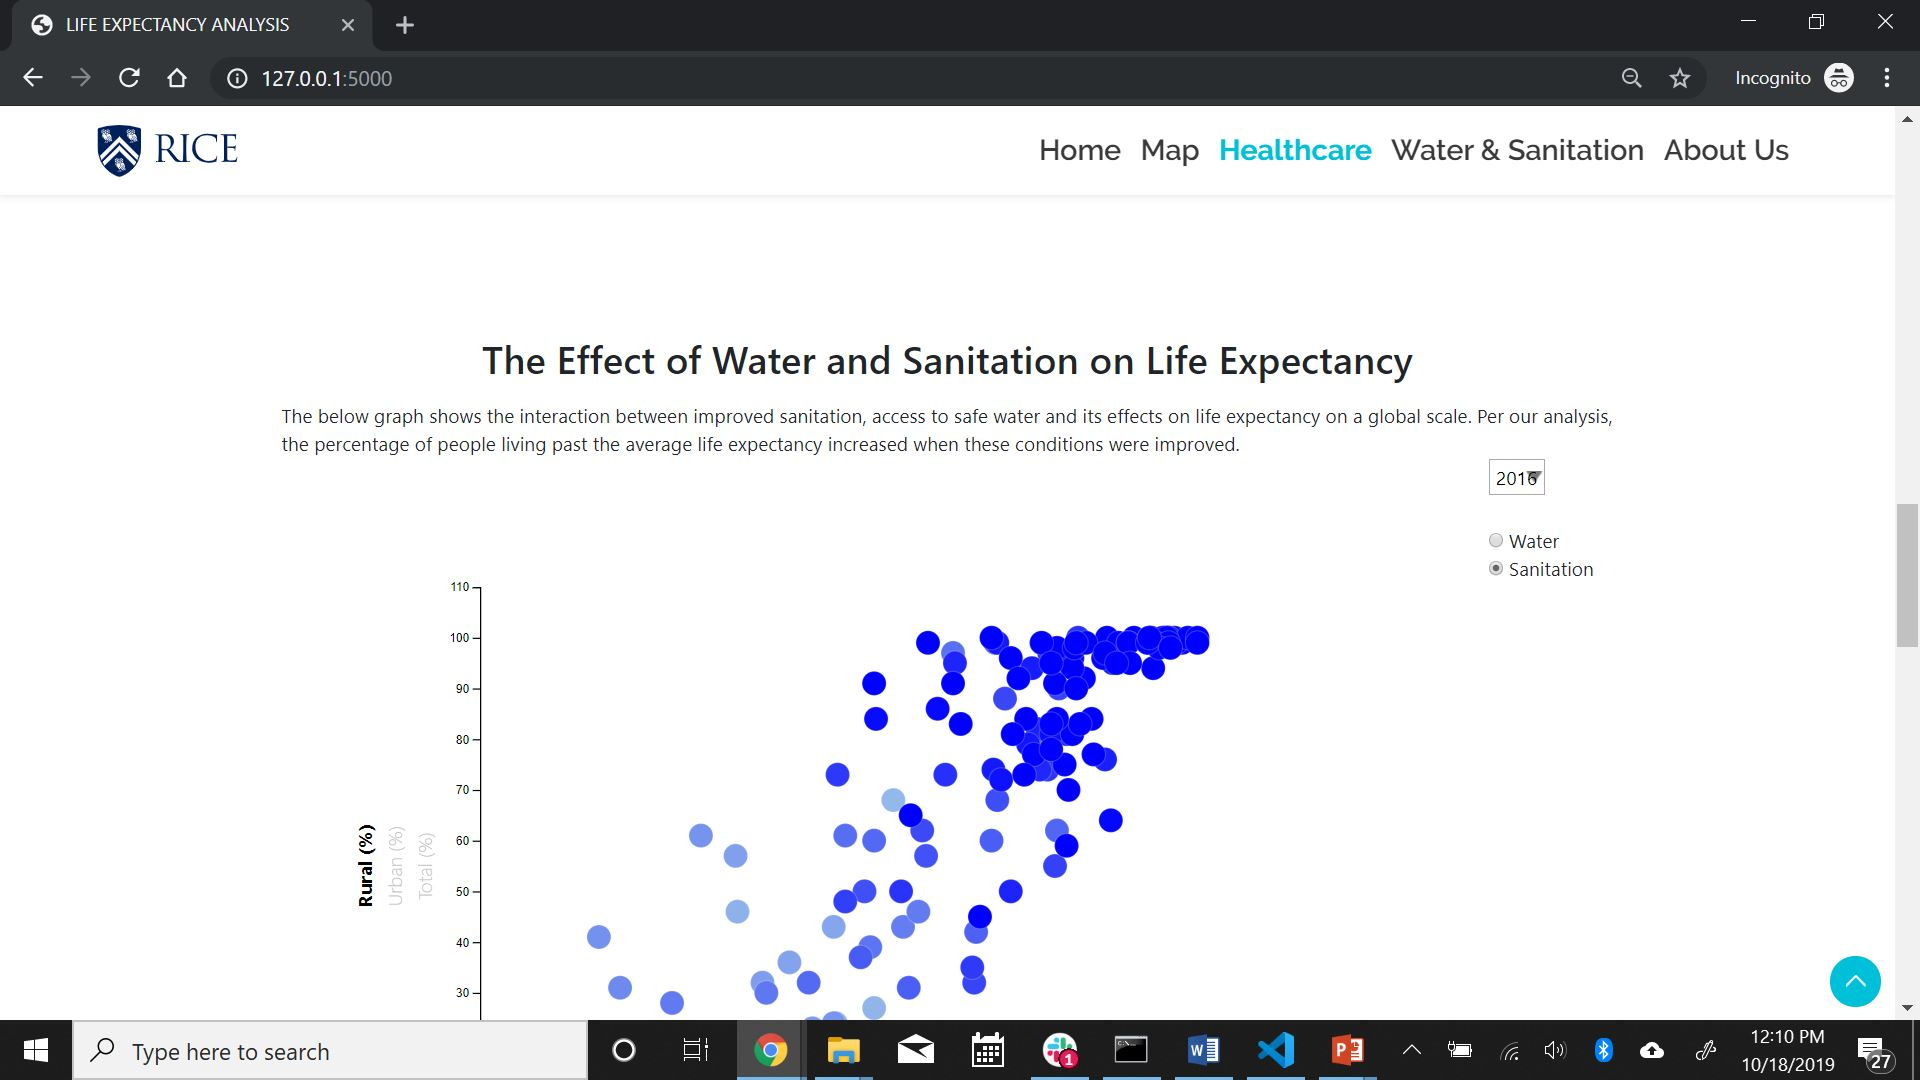 LIFE EXPECTANCY ANALYSIS
127.0.0.1:5000
Incognito
RICE
Home Map Healthcare Water & Sanitation About Us
The Effect of Water and Sanitation on Life Expectancy
The below graph shows the interaction between improved sanitation, access to safe water and its effects on life expectancy on a global scale. Per our analysis,
the percentage of people living past the average life expectancy increased when these conditions were improved.
2016
Water
Sanitation
110
100
90
80
70
60
50
40
30
Rural (%)
Urban (%)
Total (%)
Type here to search
1
12:10 PM
10/18/2019
27